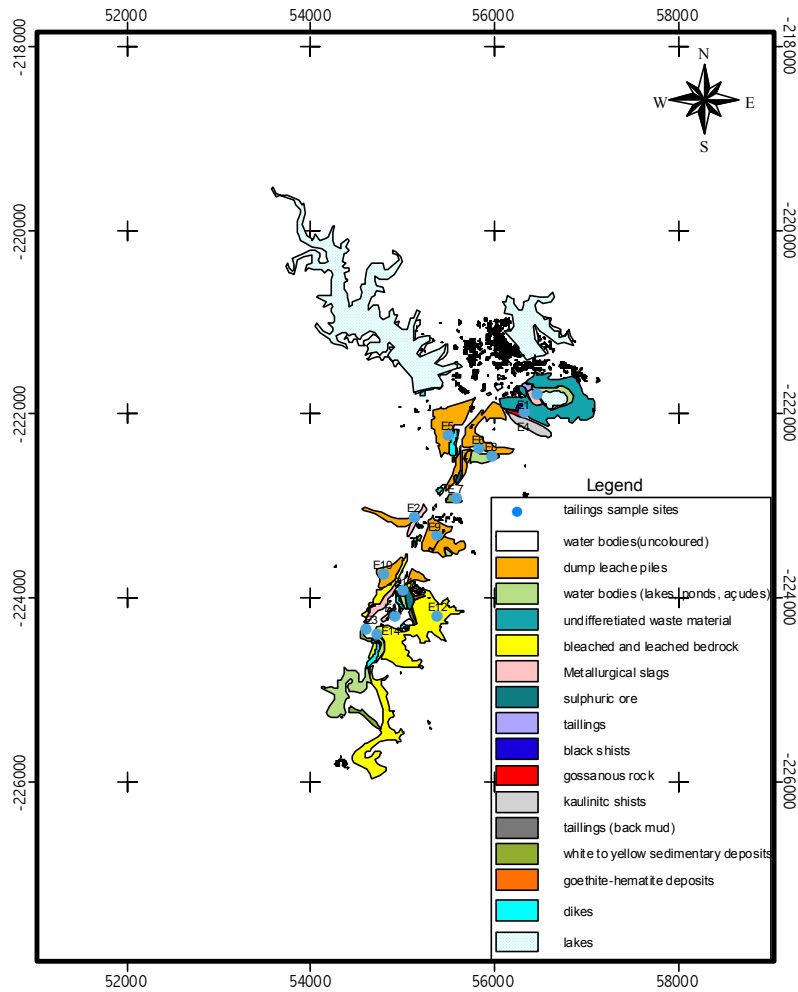 52000 54000 56000 58000
-218000 -218000
N
W E
S
-220000 -220000
-222000 -222000
E1
E4
E5
E6
E8
E7
E2
E9
E10
E12
E3
E14
-224000 -224000
-226000 -226000
Legend
tailings sample sites
water bodies(uncoloured)
dump leache piles
water bodies (lakes, ponds, açudes)
undifferetiated waste material
bleached and leached bedrock
Metallurgical slags
sulphuric ore
tailings
black shists
gossanous rock
kaulinitc shists
taillings (back mud)
white to yellow sedimentary deposits
goethite-hematite deposits
dikes
lakes
52000 54000 56000 58000